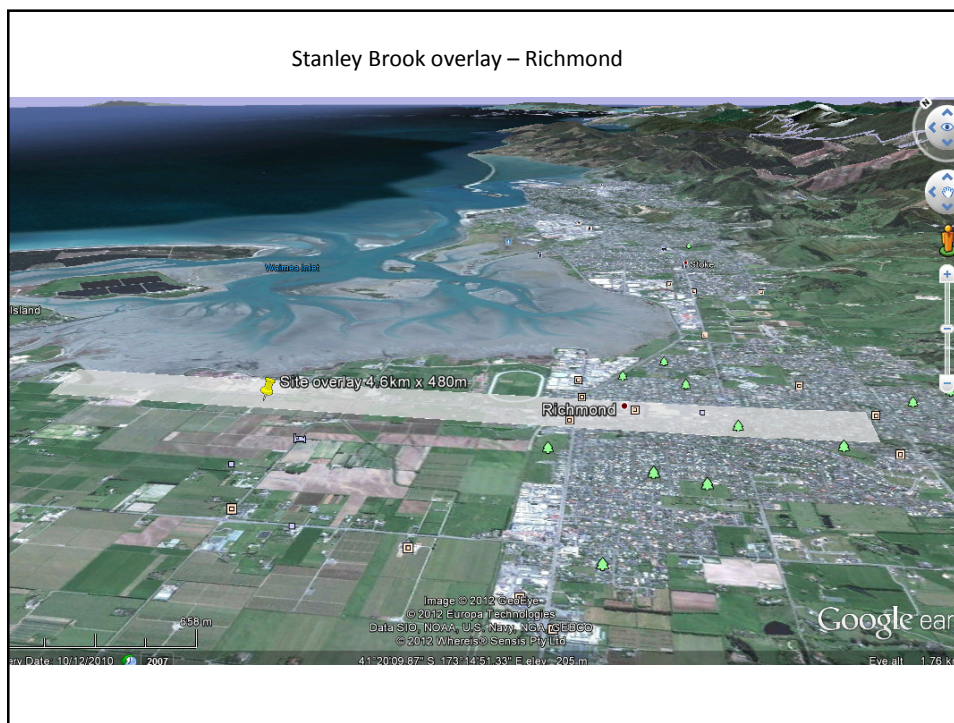 Stanley Brook overlay – Richmond
N
Waimea Inlet
Stoke
Island
Site overlay 4.6km x 480m
Richmond
Image © 2012 GeoEye
© 2012 Europa Technologies
Data SIO, NOAA, U.S. Navy, NGA, GEBCO
© 2012 Whereis® Sensis Pty Ltd
Google ear
658 m
ery Date: 10/12/2010
2007
41°20'09.87" S 173°14'51.33" E elev 205 m
Eye alt 1.76 k